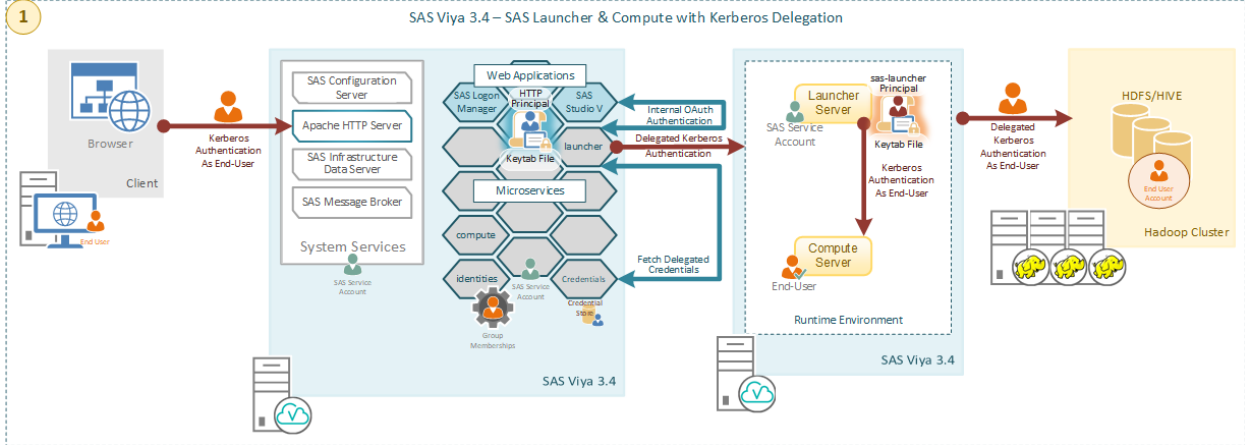 1
SAS Viya 3.4 – SAS Launcher & Compute with Kerberos Delegation
Browser
Client
End User
Kerberos
Authentication
As End-User
SAS Configuration
Server
Apache HTTP Server
SAS Infrastructure
Data Server
SAS Message Broker
System Services
SAS Service
Account
Web Applications
SAS Logon
Manager
HTTP
Principal
SAS
Studio V
Keytab File
launcher
Microservices
compute
identities
SAS Service
Account
Credentials
Credential
Store
Group
Memberships
SAS Viya 3.4
Internal OAuth
Authentication
Delegated Kerberos
Authentication
Fetch Delegated
Credentials
Launcher
Server
sas-launcher
Principal
SAS Service
Account
Keytab File
Kerberos
Authentication
As End-User
Compute
Server
End-User
Runtime Environment
SAS Viya 3.4
Delegated
Kerberos
Authentication
As End-User
HDFS/HIVE
End User
Account
Hadoop Cluster